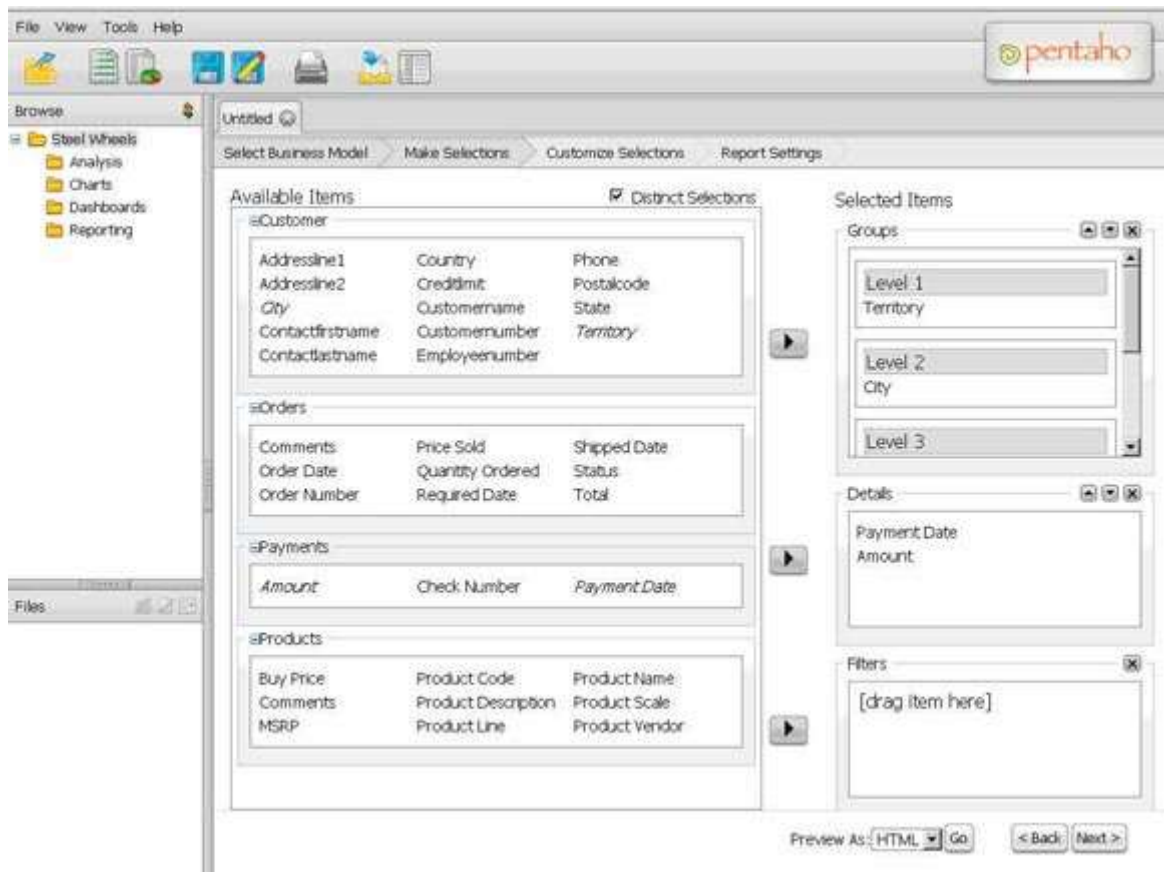 File View Tools Help
pentaho
Browse
Steel Wheels
Analysis
Charts
Dashboards
Reporting
Files
Untitled
Select Business Model Make Selections Customize Selections Report Settings
Available Items Distinct Selections
Customer
Addressline1 Country Phone
Addressline2 Creditlimit Postalcode
City Customername State
Contactfirstname Customernumber Territory
Contactlastname Employeenumber
Orders
Comments Price Sold Shipped Date
Order Date Quantity Ordered Status
Order Number Required Date Total
Payments
Amount Check Number Payment Date
Products
Buy Price Product Code Product Name
Comments Product Description Product Scale
MSRP Product Line Product Vendor
Selected Items
Groups
Level 1
Territory
Level 2
City
Level 3
Details
Payment Date
Amount
Filters
[drag item here]
Preview As: HTML Go < Back Next >